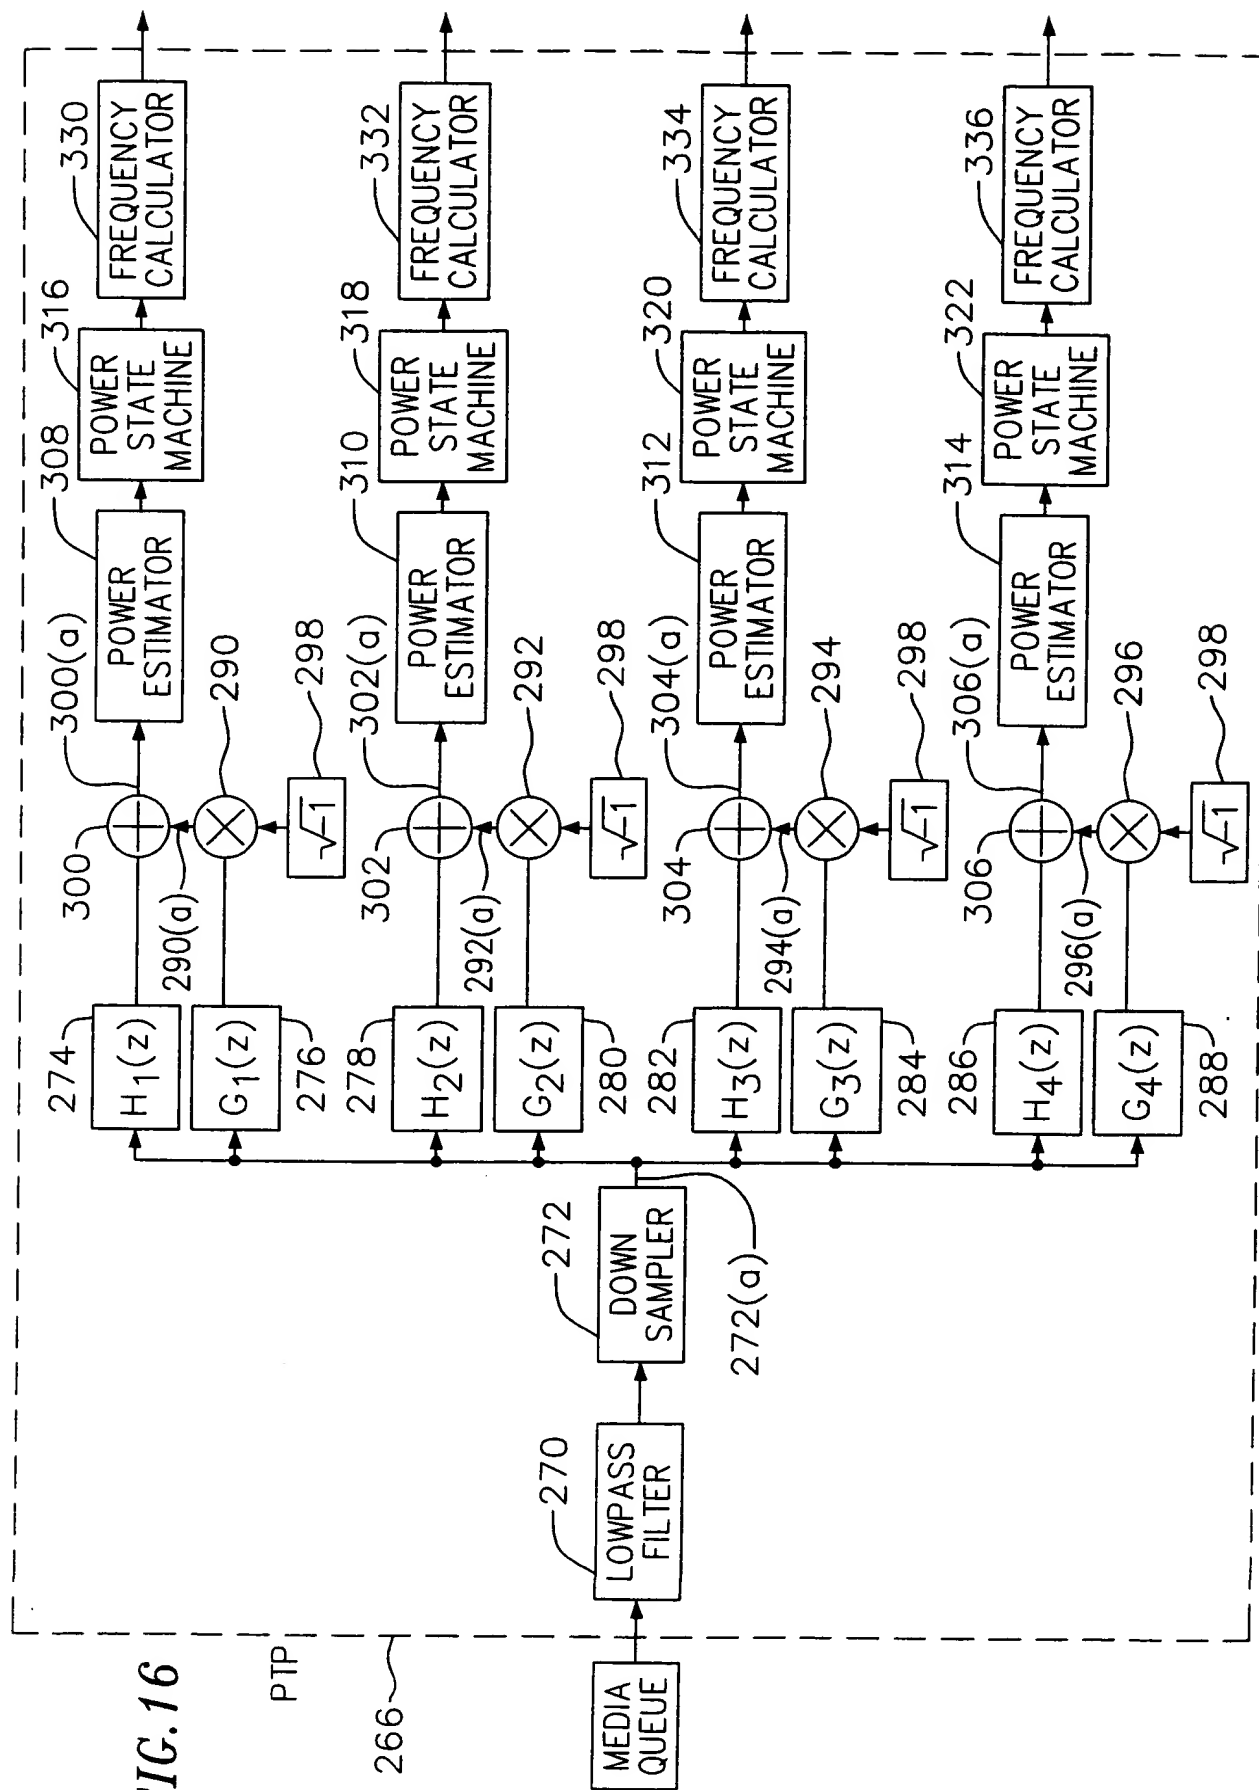 FIG.16
PTP
266
MEDIA
QUEUE
270
LOWPASS
FILTER
272
DOWN
SAMPLER
272(a)
274
H1(z)
G1(z)
276
290(a)
300
300(a)
290
298
√-1
308
POWER
ESTIMATOR
316
POWER
STATE
MACHINE
330
FREQUENCY
CALCULATOR
278
H2(z)
G2(z)
280
292(a)
302
302(a)
292
298
√-1
310
POWER
ESTIMATOR
318
POWER
STATE
MACHINE
332
FREQUENCY
CALCULATOR
282
H3(z)
G3(z)
284
294(a)
304
304(a)
294
298
√-1
312
POWER
ESTIMATOR
320
POWER
STATE
MACHINE
334
FREQUENCY
CALCULATOR
286
H4(z)
G4(z)
288
296(a)
306
306(a)
296
298
√-1
314
POWER
ESTIMATOR
322
POWER
STATE
MACHINE
336
FREQUENCY
CALCULATOR